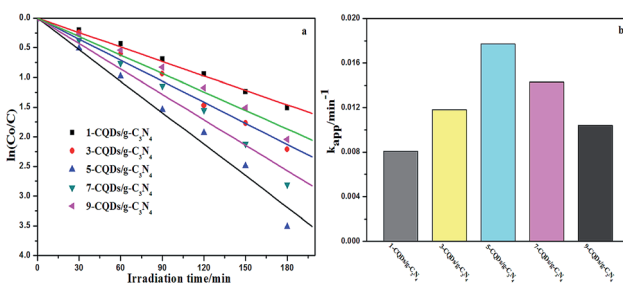 a
ln(Co/C)
0.0
0.5
1.0
1.5
2.0
2.5
3.0
3.5
4.0
1-CQDs/g-C₃N₄
3-CQDs/g-C₃N₄
5-CQDs/g-C₃N₄
7-CQDs/g-C₃N₄
9-CQDs/g-C₃N₄
0 30 60 90 120 150 180
Irradiation time/min
b
kapp/min⁻¹
0.020
0.016
0.012
0.008
0.004
0.000
1-CQDs/g-C₃N₄
3-CQDs/g-C₃N₄
5-CQDs/g-C₃N₄
7-CQDs/g-C₃N₄
9-CQDs/g-C₃N₄